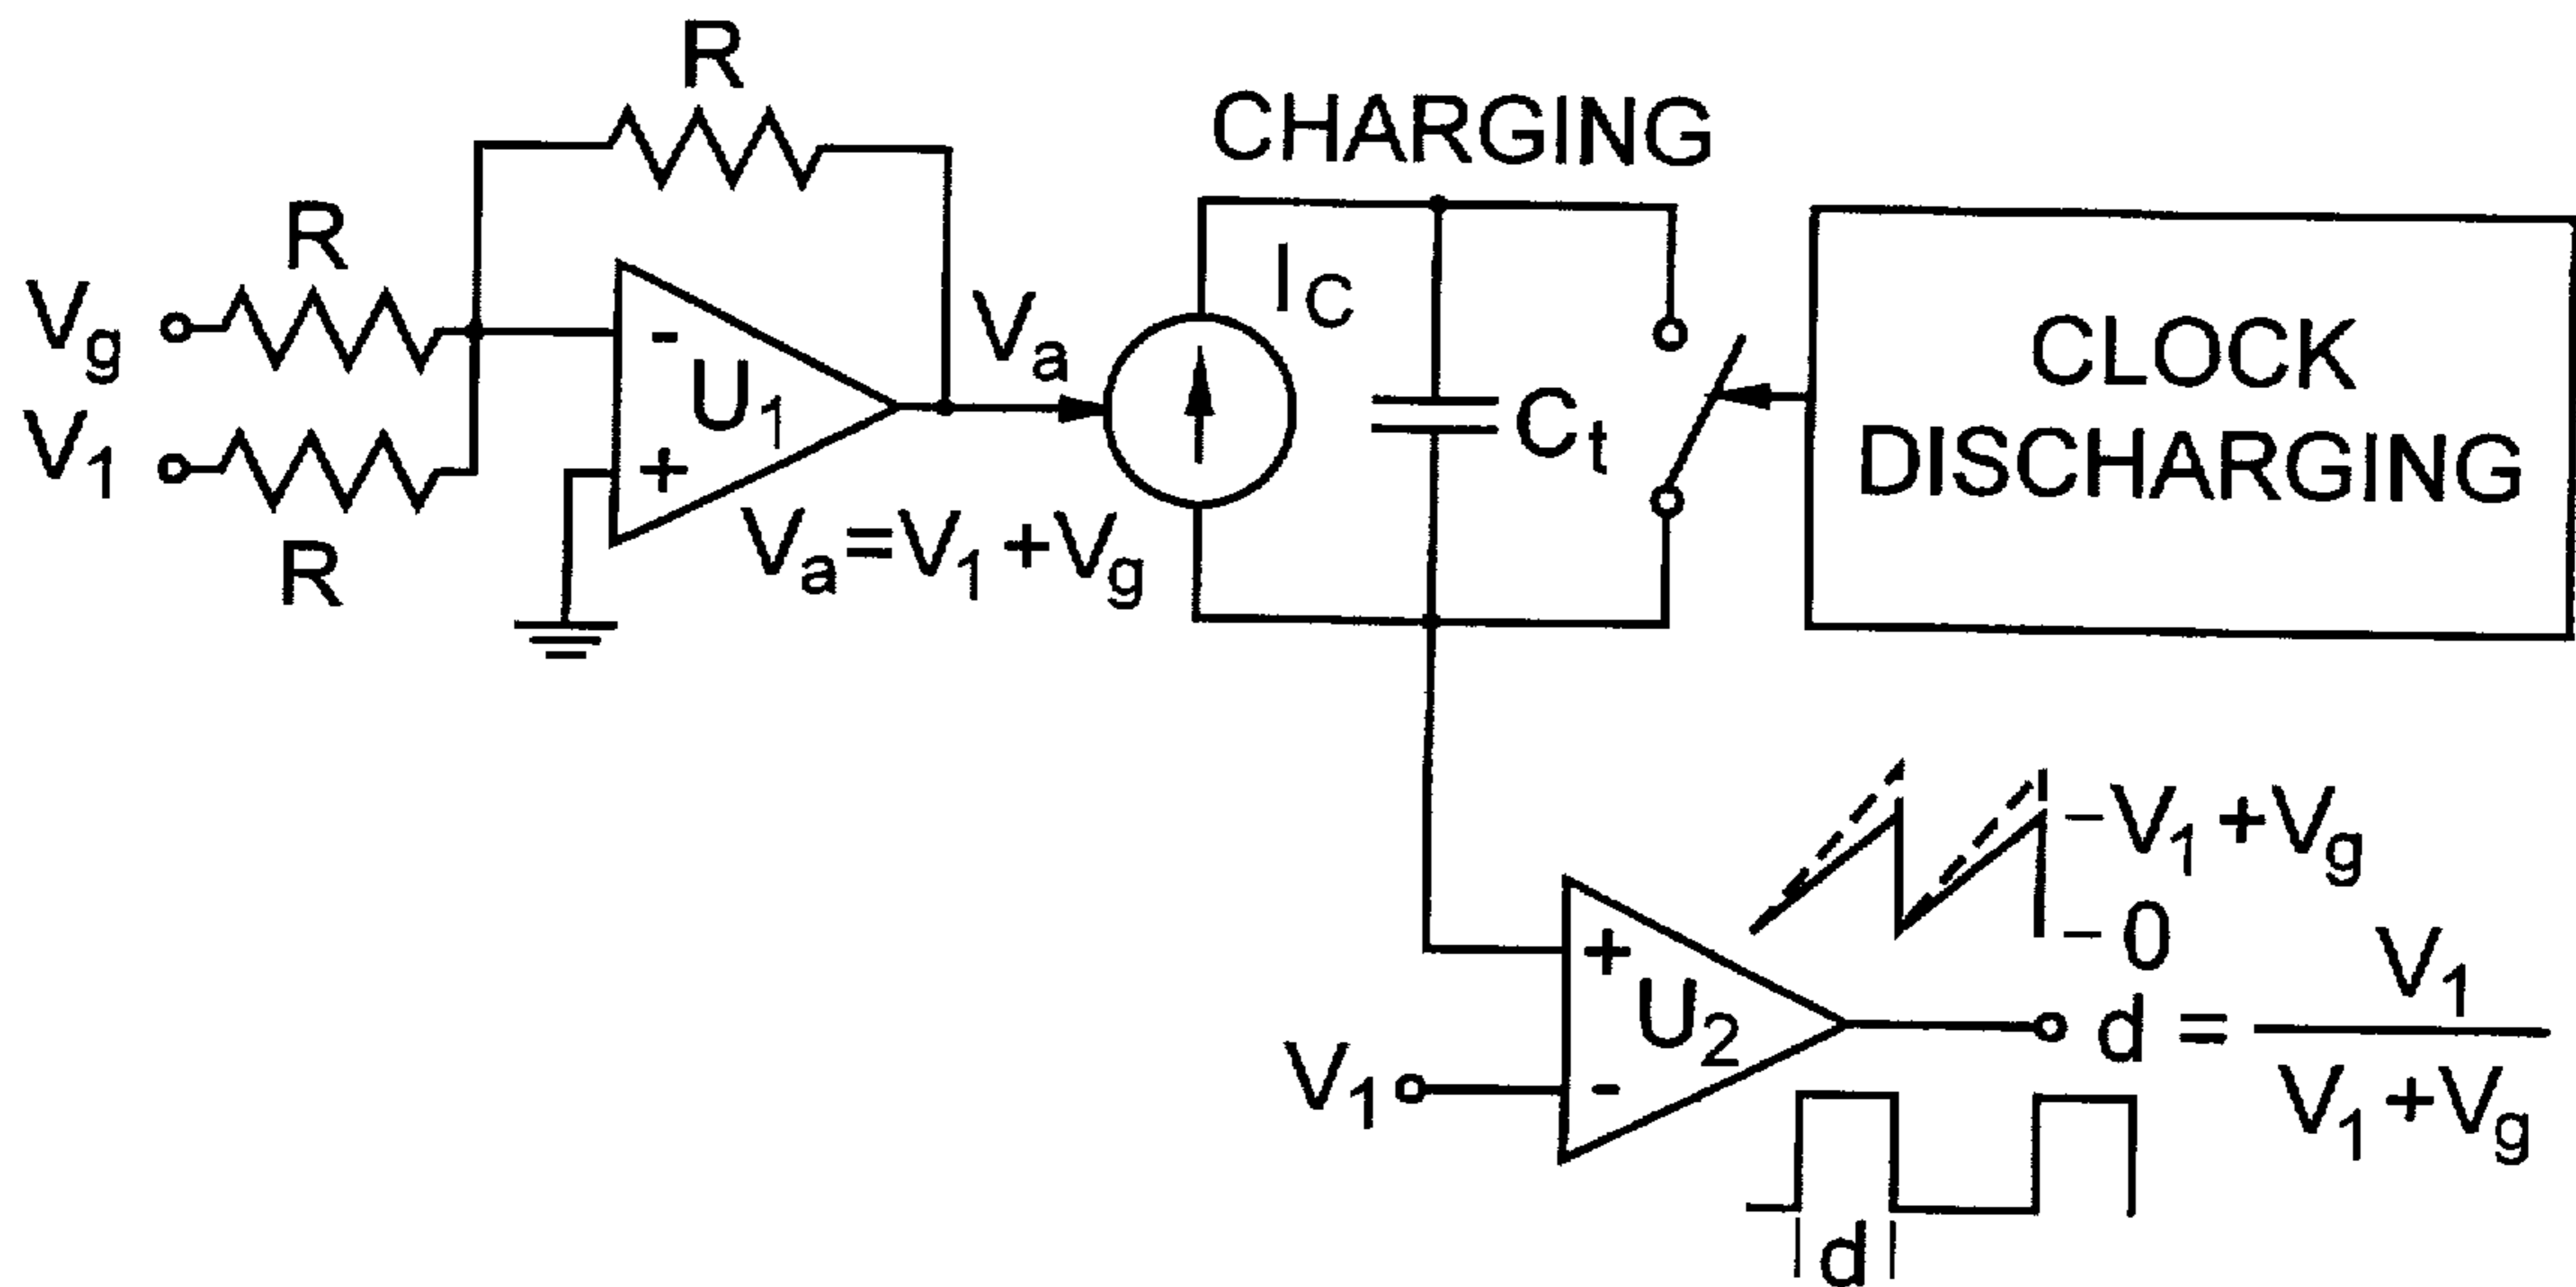 R
CHARGING
R
I_C
V_g
V_a
CLOCK
-
U_1
C_t
V_1
DISCHARGING
+
R
V_a=V_1+V_g
–V_1+V_g
+
–0
U_2
d = V_1
V_1+V_g
V_1
-
d